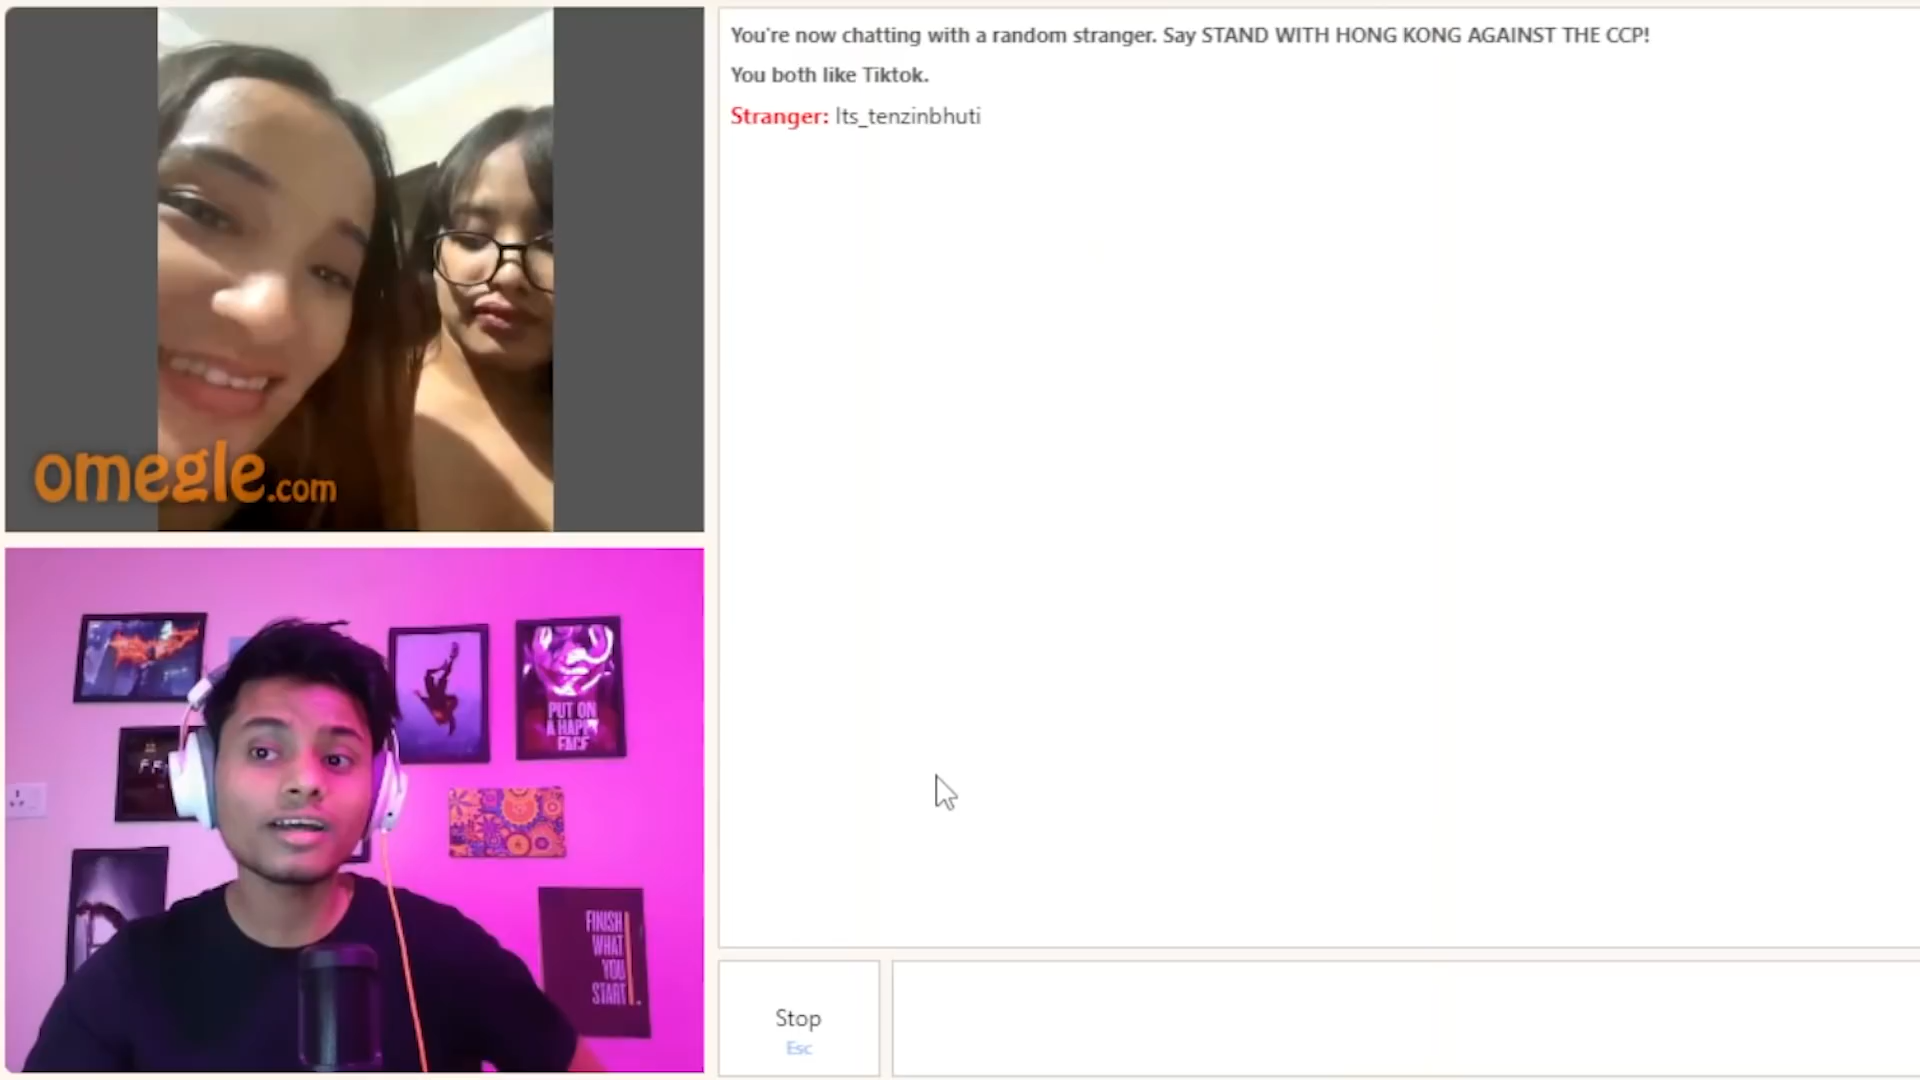 You're now chatting with a random stranger. Say STAND WITH HONG KONG AGAINST THE CCP!
You both like Tiktok.
Stranger: Its_tenzinbhuti
omegle.com
PUT ON
A HAPPY
FACE
FINISH
WHAT
YOU
START.
Stop
Esc